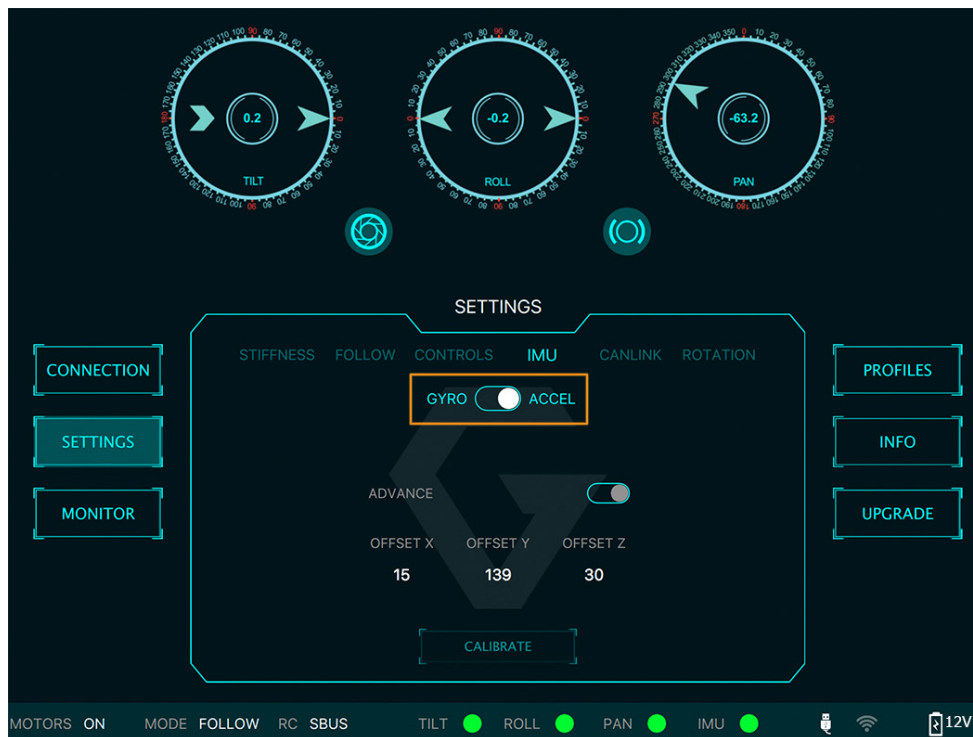 0.2
TILT
-0.2
ROLL
-63.2
PAN
SETTINGS
STIFFNESS FOLLOW CONTROLS IMU CANLINK ROTATION
CONNECTION
PROFILES
GYRO ACCEL
SETTINGS
INFO
ADVANCE
MONITOR
UPGRADE
OFFSET X OFFSET Y OFFSET Z
15 139 30
CALIBRATE
MOTORS ON MODE FOLLOW RC SBUS TILT ROLL PAN IMU 12V